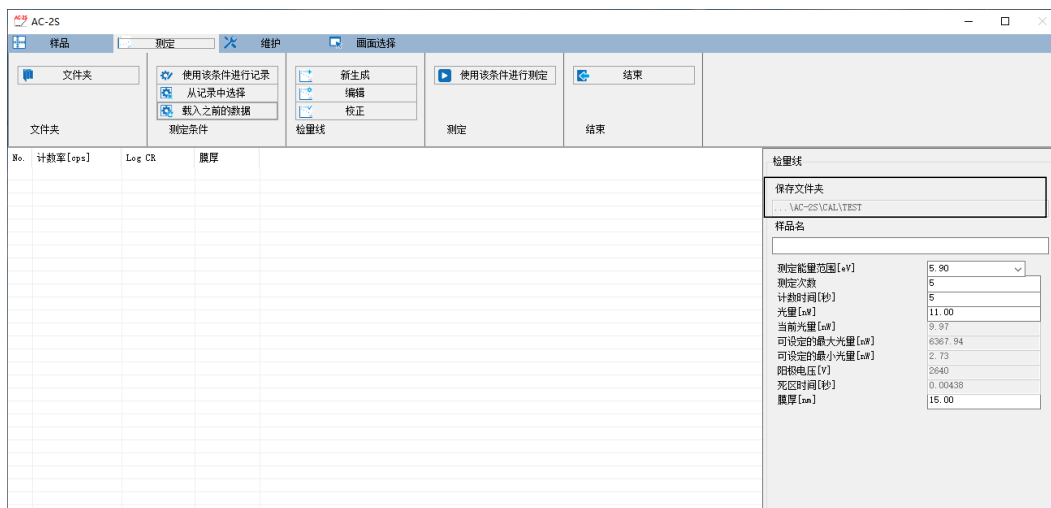 AC-2S AC-2S
样品 测定 维护 画面选择
文件夹 使用该条件进行记录 新生成 使用该条件进行测定 结束
从记录中选择 编辑
载入之前的数据 校正
文件夹 测定条件 检量线 测定 结束
No. 计数率[cps] Log CR 膜厚
检量线
保存文件夹
...\AC-2S\CAL\TEST
样品名
测定能量范围[eV] 5.90
测定次数 5
计数时间[秒] 5
光量[nW] 11.00
当前光量[nW] 9.97
可设定的最大光量[nW] 6367.94
可设定的最小光量[nW] 2.73
阳极电压[V] 2640
死区时间[秒] 0.00438
膜厚[nm] 15.00